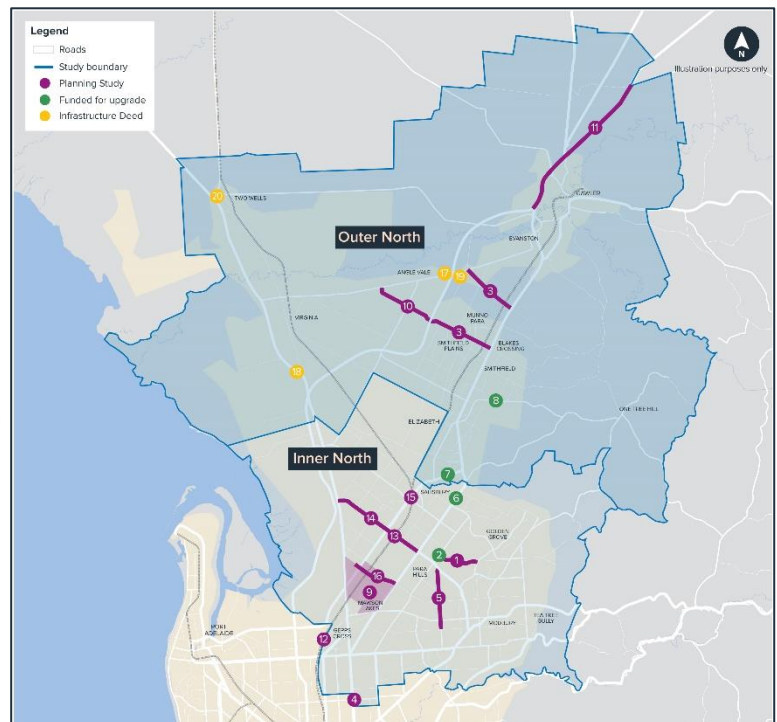 Legend
Roads
Study boundary
Planning Study
Funded for upgrade
Infrastructure Deed
N
Illustration purposes only
11
GAWLER
20
TWO WELLS
EVANSTON
Outer North
ANGLE VALE
17
19
3
10
VIRGINIA
MUNNO
PARA
3
SMITHFIELD
PLAINS
BLAKES
CROSSING
18
SMITHFIELD
8
ONE TREE HILL
ELIZABETH
Inner North
7
15
SALISBURY
6
14
GOLDEN
GROVE
13
2
1
PARA
HILLS
16
9
MAWSON
LAKES
5
MODBURY
TEA TREE
GULLY
PORT
ADELAIDE
12
GEPPS
CROSS
4